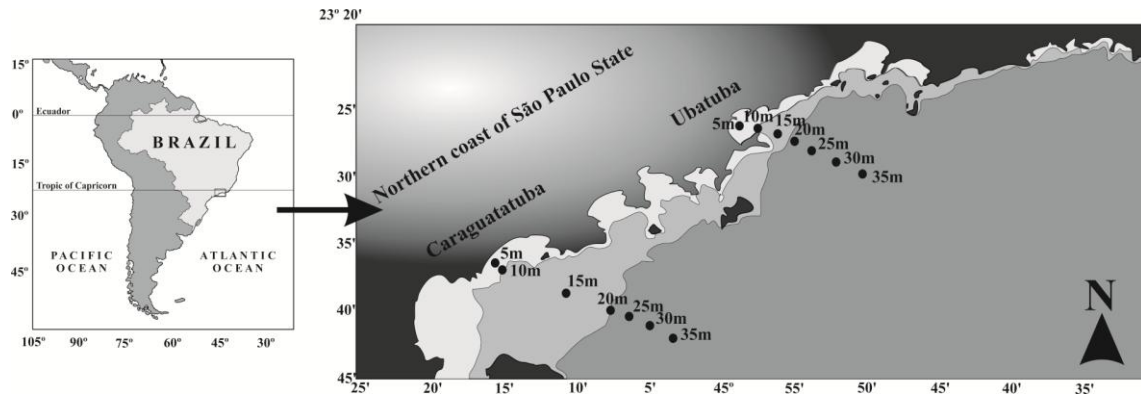 15º
Ecuador
0º
BRAZIL
15º
Tropic of Capricorn
30º
45º
PACIFIC
OCEAN
ATLANTIC
OCEAN
105º 90º 75º 60º 45º 30º
23º 20'
25'
30'
35'
40'
45'
Northern coast of São Paulo State
Ubatuba
5m
10m
15m
20m
25m
30m
35m
Caraguatatuba
5m
10m
15m
20m
25m
30m
35m
N
20' 15' 10' 5' 45º 55' 50' 45' 40' 35'